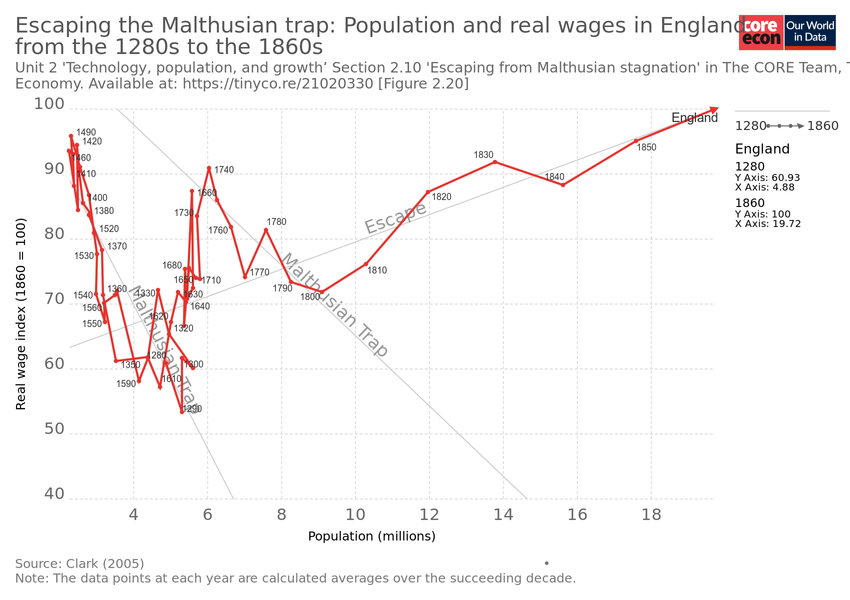 Escaping the Malthusian trap: Population and real wages in England
from the 1280s to the 1860s
core
econ
Our World
in Data
Unit 2 'Technology, population, and growth’ Section 2.10 'Escaping from Malthusian stagnation' in The CORE Team,
Economy. Available at: https://tinyco.re/21020330 [Figure 2.20]
100
90
80
70
60
50
40
Real wage index (1860 = 100)
1490
1420
1460
1410
1400
1380
1520
1370
1530
1540
1360
1560
1550
1330
1620
1320
1350
1280
1300
1590
1610
1290
1740
1660
1730
1760
1680
1650
1710
1630
1640
1780
1770
1790
1800
1810
1820
1830
1840
1850
England
Malthusian Trap
Malthusian Trap
Escape
4
6
8
10
12
14
16
18
Population (millions)
1280
1860
England
1280
Y Axis: 60.93
X Axis: 4.88
1860
Y Axis: 100
X Axis: 19.72
Source: Clark (2005)
Note: The data points at each year are calculated averages over the succeeding decade.